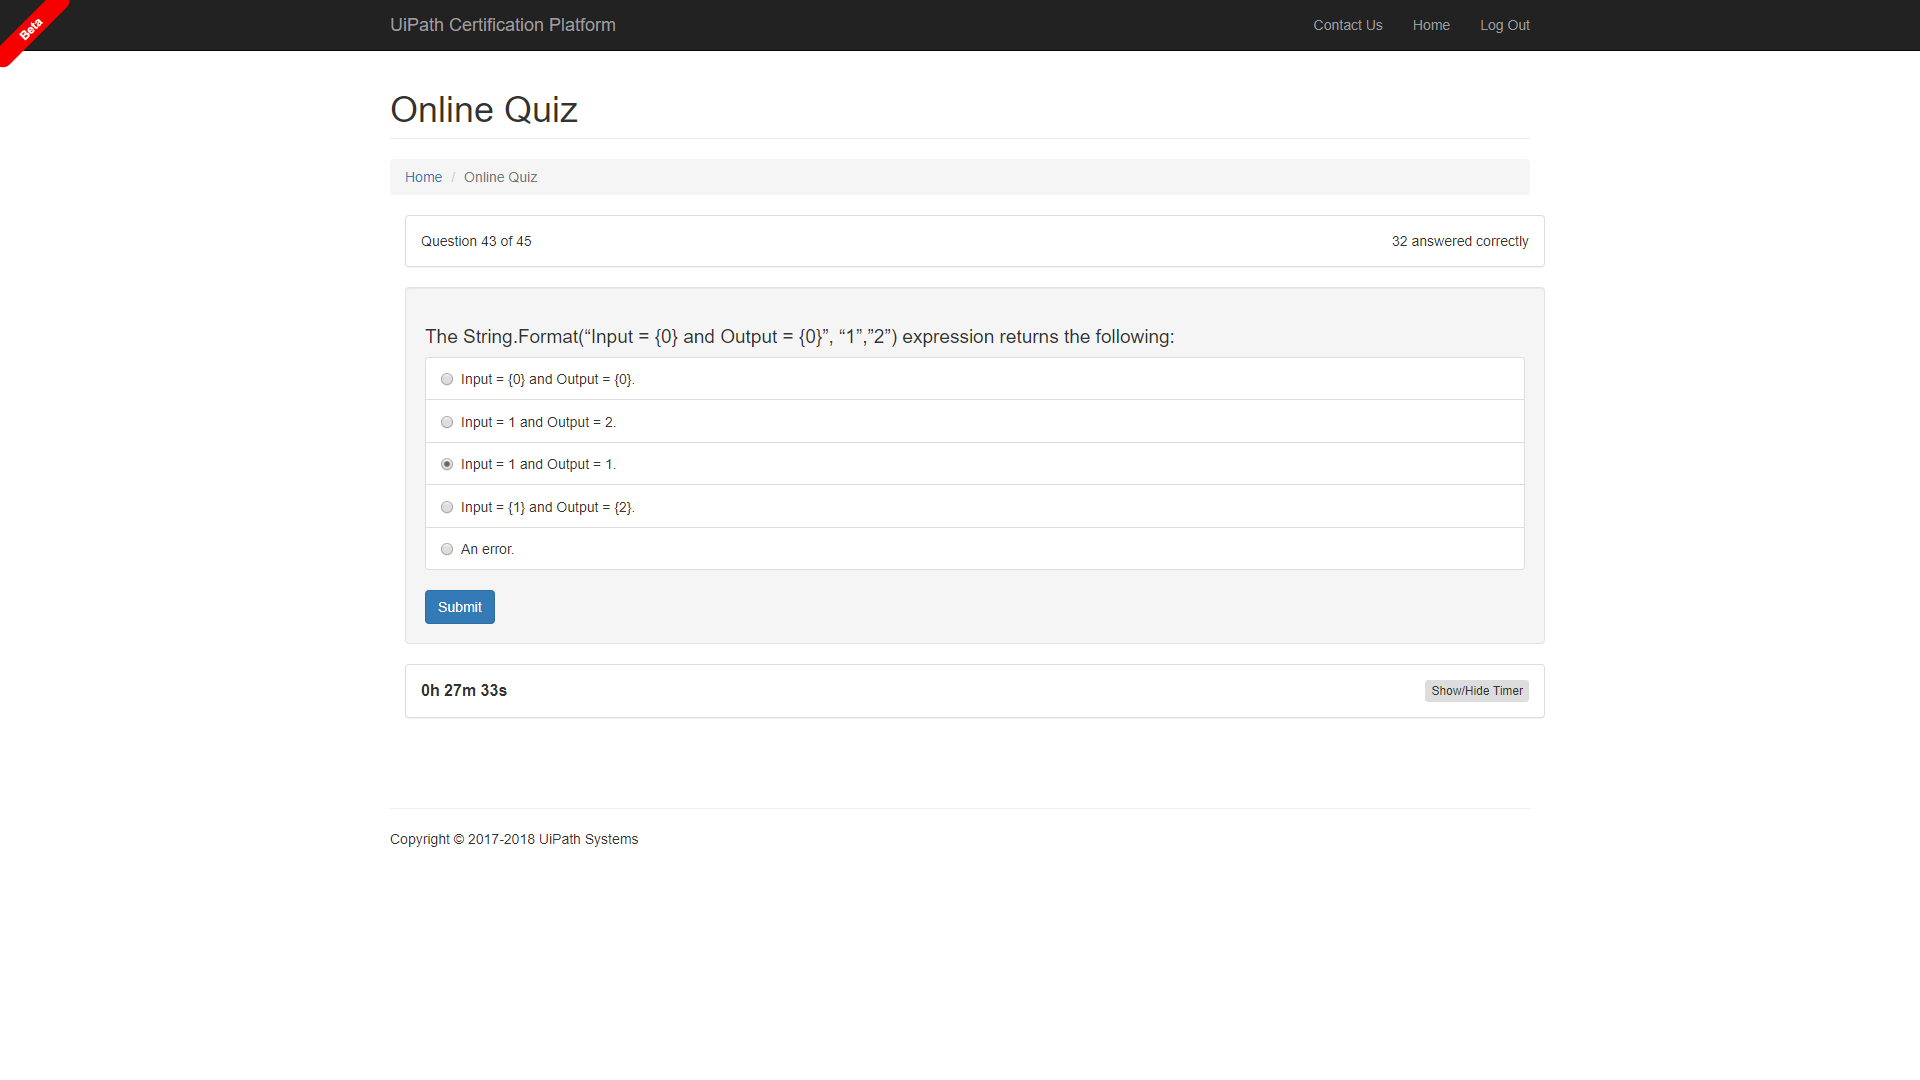 Beta
UiPath Certification Platform
Contact Us Home Log Out
Online Quiz
Home / Online Quiz
Question 43 of 45 32 answered correctly
The String.Format(“Input = {0} and Output = {0}”, “1”,”2”) expression returns the following:
Input = {0} and Output = {0}.
Input = 1 and Output = 2.
Input = 1 and Output = 1.
Input = {1} and Output = {2}.
An error.
Submit
0h 27m 33s Show/Hide Timer
Copyright © 2017-2018 UiPath Systems